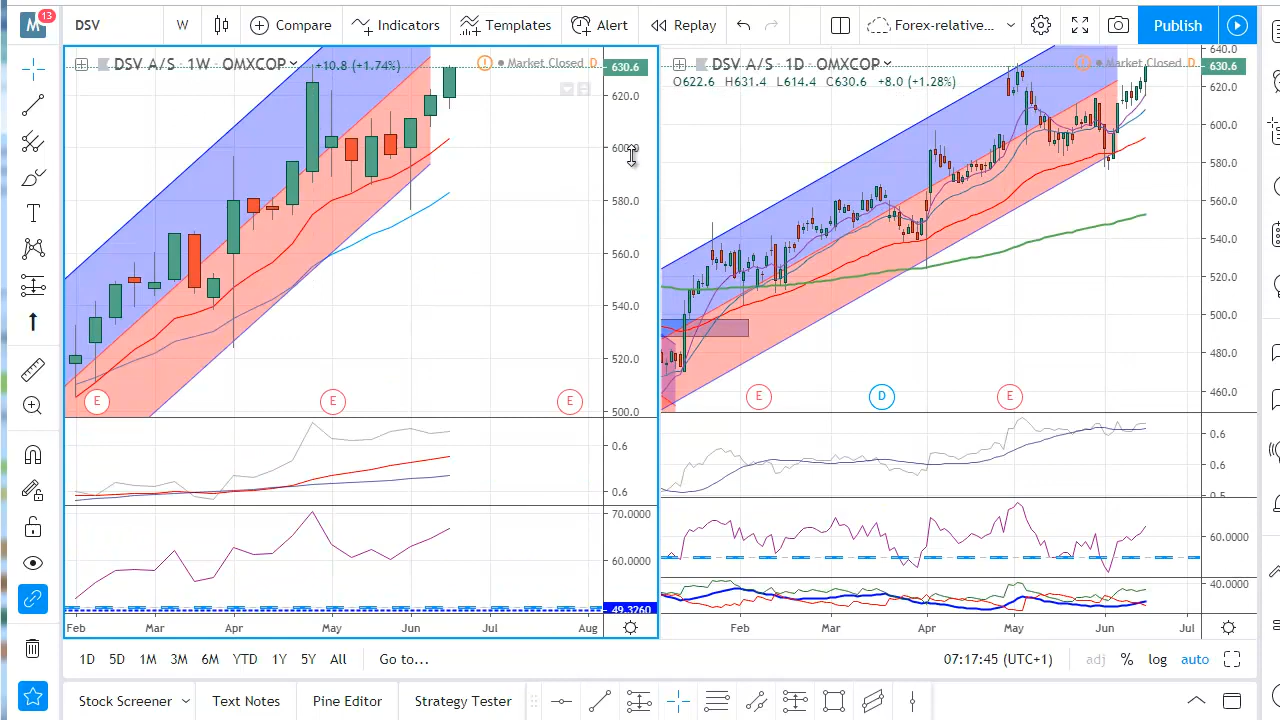 M 13 DSV W Compare Indicators Templates Alert Replay Forex-relative... Publish
DSV A/S · 1W · OMXCOP +10.8 (+1.74%) Market Closed D
630.6
620.0
600.0
580.0
560.0
540.0
520.0
500.0
E E E
0.6
0.6
70.0000
60.0000
49.3260
Feb Mar Apr May Jun Jul Aug
DSV A/S · 1D · OMXCOP Market Closed D
O622.6 H631.4 L614.4 C630.6 +8.0 (+1.28%)
640.0
630.6
620.0
600.0
580.0
560.0
540.0
520.0
500.0
480.0
460.0
E D E
0.6
0.6
0.5
60.0000
40.0000
Feb Mar Apr May Jun Jul
1D 5D 1M 3M 6M YTD 1Y 5Y All Go to... 07:17:45 (UTC+1) adj % log auto
Stock Screener Text Notes Pine Editor Strategy Tester